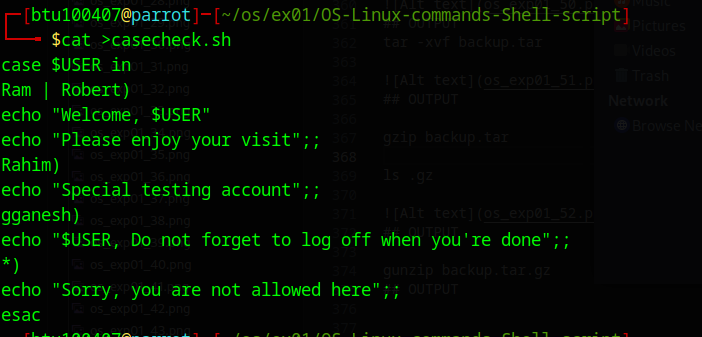 ┌─[btu100407@parrot]─[~/os/ex01/OS-Linux-commands-Shell-script]
└──╼ $cat >casecheck.sh
case $USER in
Ram | Robert)
echo "Welcome, $USER"
echo "Please enjoy your visit";;
Rahim)
echo "Special testing account";;
gganesh)
echo "$USER, Do not forget to log off when you're done";;
*)
echo "Sorry, you are not allowed here";;
esac
┌─[btu100407@parrot]─[~/os/ex01/OS-Linux-commands-Shell-script]
os_exp01_31.png
os_exp01_32.png
os_exp01_36.png
os_exp01_38.png
os_exp01_40.png
os_exp01_42.png
os_exp01_43.png
362
tar -xvf backup.tar
363
364
![Alt text](os_exp01_51.p
365
## OUTPUT
367
gzip backup.tar
368
369
ls .gz
370
371
![Alt text](os_exp01_52.p
374
gunzip backup.tar.gz
OUTPUT
376
Music
Pictures
Videos
Trash
Network
Browse Ne